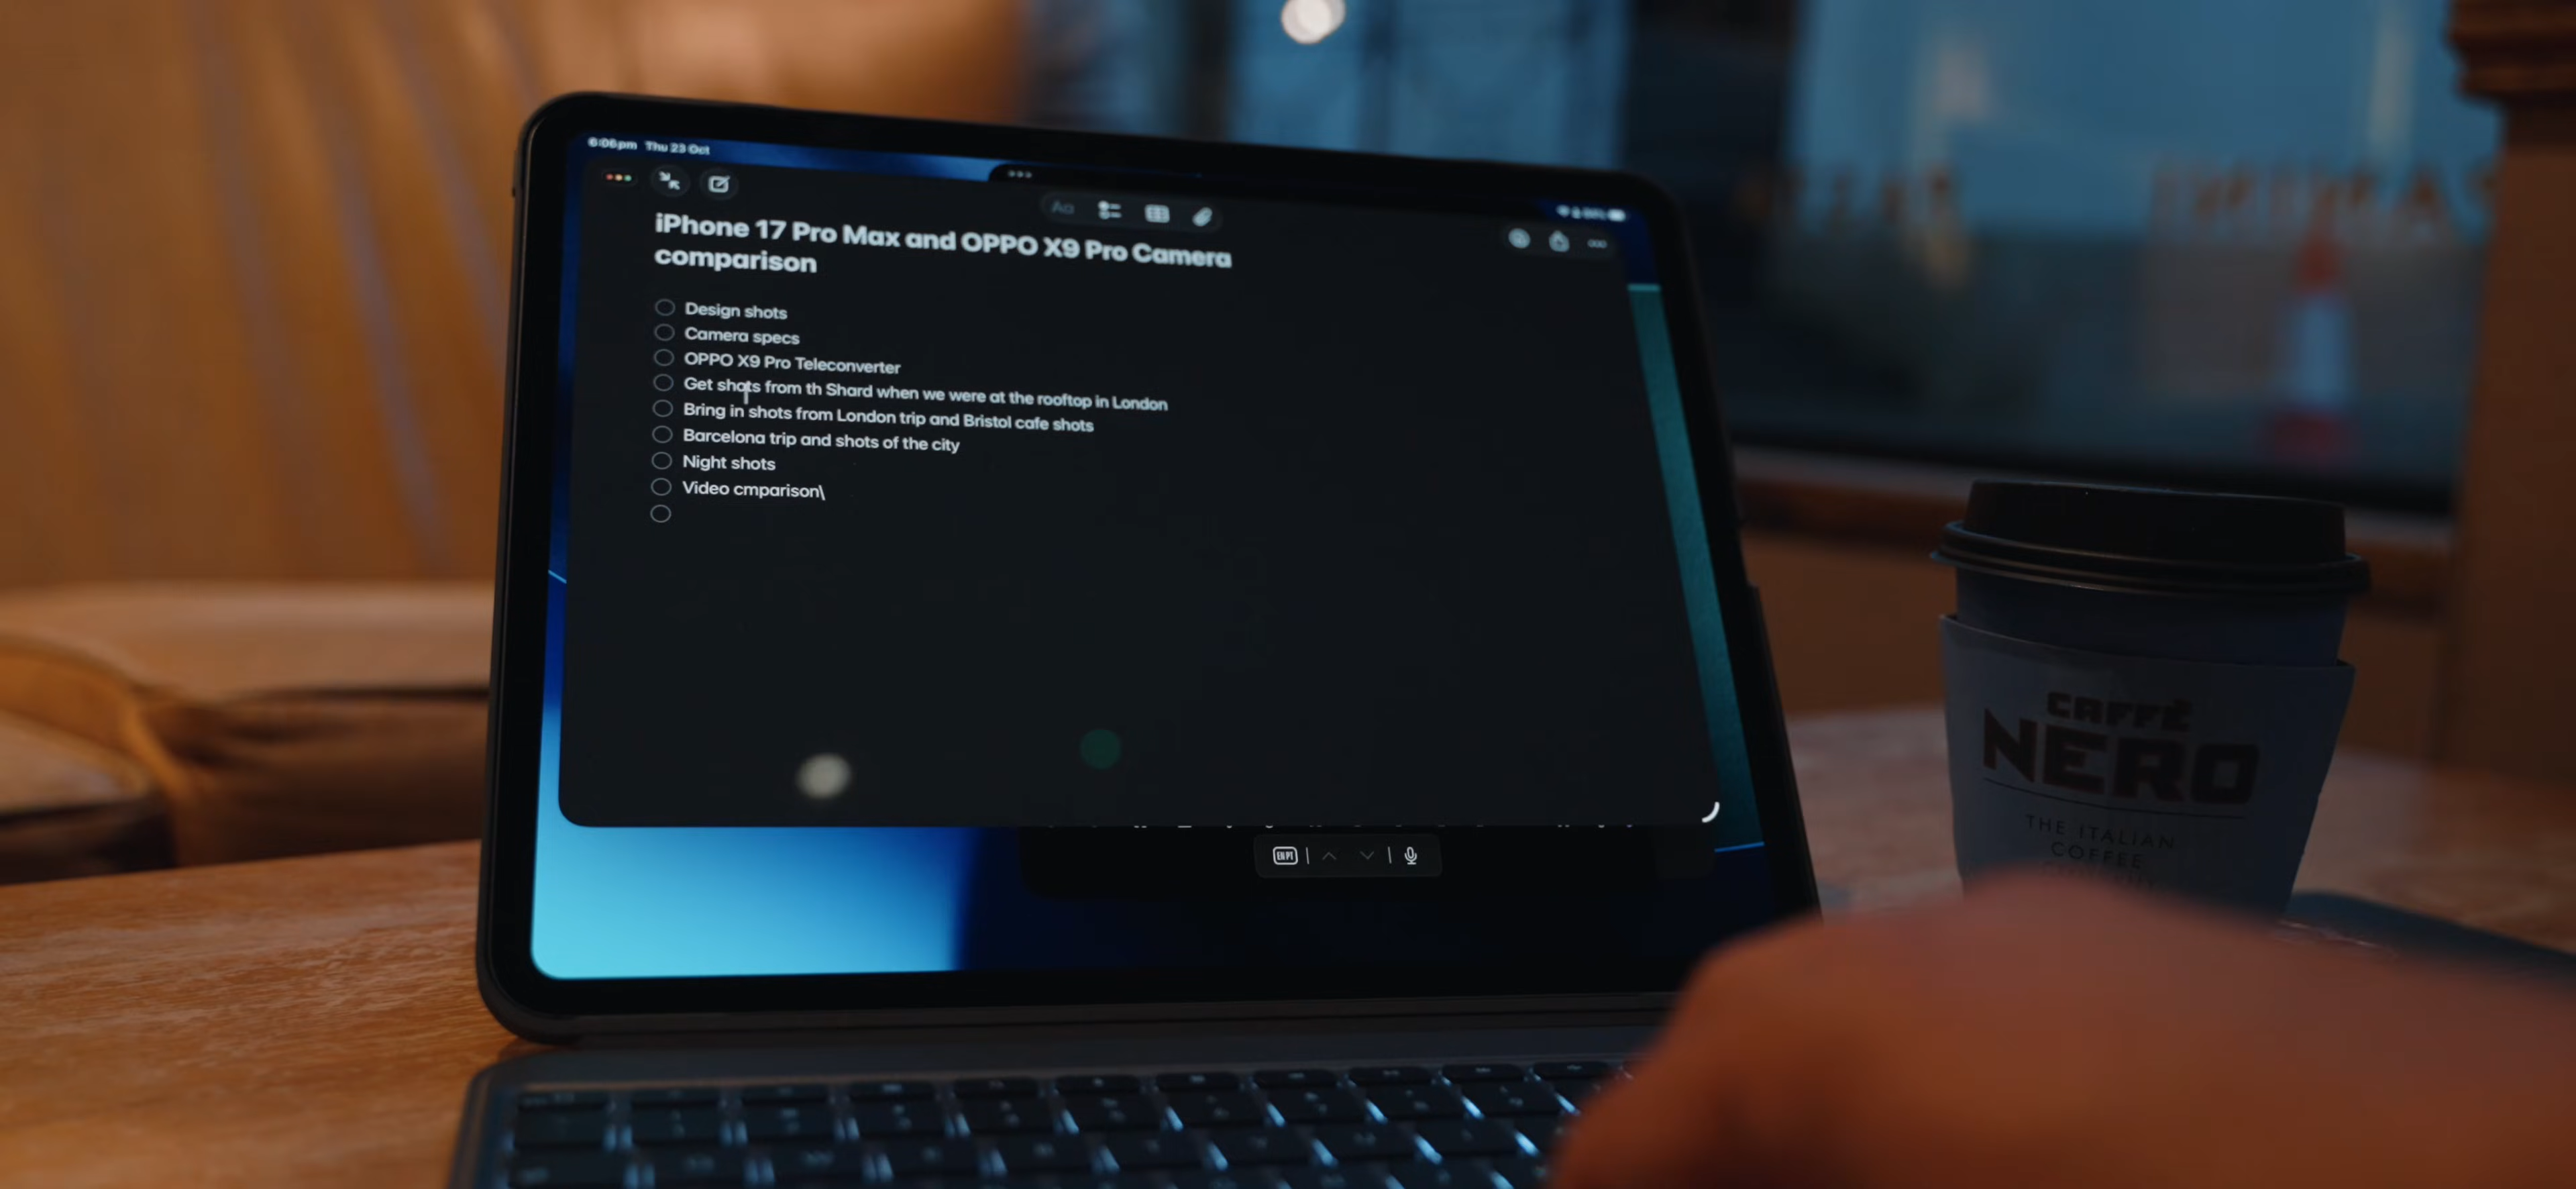 6:06pm Thu 23 Oct
Aa
iPhone 17 Pro Max and OPPO X9 Pro Camera
comparison
Design shots
Camera specs
OPPO X9 Pro Teleconverter
Get shots from th Shard when we were at the rooftop in London
Bring in shots from London trip and Bristol cafe shots
Barcelona trip and shots of the city
Night shots
Video cmparison\
CAFFÈ
NERO
THE ITALIAN
COFFEE